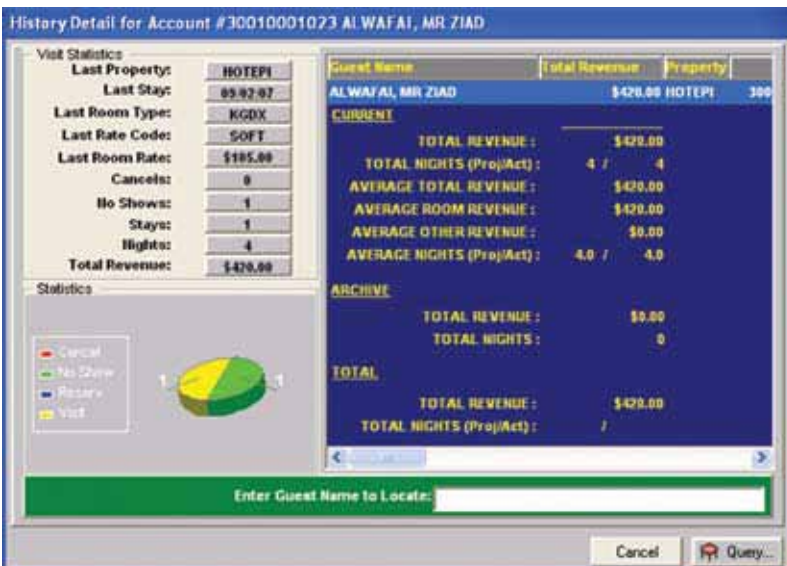 History Detail for Account #30010001023 ALWAFAI, MR ZIAD
Visit Statistics
Last Property: HOTEPI
Last Stay: 09/02/07
Last Room Type: KGDX
Last Rate Code: SOFT
Last Room Rate: $105.00
Cancels: 0
No Shows: 1
Stays: 1
Nights: 4
Total Revenue: $420.00
Statistics
Cancel
No Show
Reserv
Visit
1
1
Guest Name Total Revenue Property
ALWAFAI, MR ZIAD $420.00 HOTEPI 300
CURRENT
TOTAL REVENUE: $420.00
TOTAL NIGHTS (Proj/Act): 4 / 4
AVERAGE TOTAL REVENUE: $420.00
AVERAGE ROOM REVENUE: $420.00
AVERAGE OTHER REVENUE: $0.00
AVERAGE NIGHTS (Proj/Act): 4.0 / 4.0
ARCHIVE
TOTAL REVENUE: $0.00
TOTAL NIGHTS: 0
TOTAL
TOTAL REVENUE: $420.00
TOTAL NIGHTS (Proj/Act): /
Enter Guest Name to Locate:
Cancel
Query...